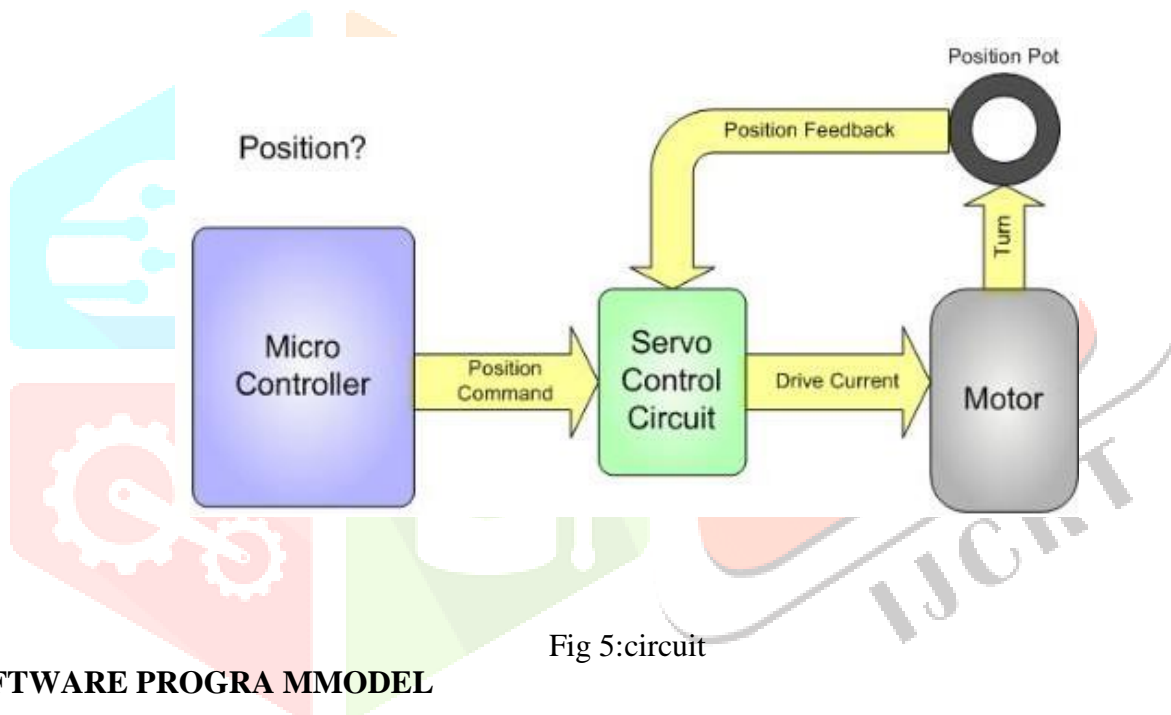 Position Pot
Position Feedback
Position?
Turn
Micro
Controller
Position
Command
Servo
Control
Circuit
Drive Current
Motor
IJCRT
Fig 5:circuit
FTWARE PROGRA MMODEL